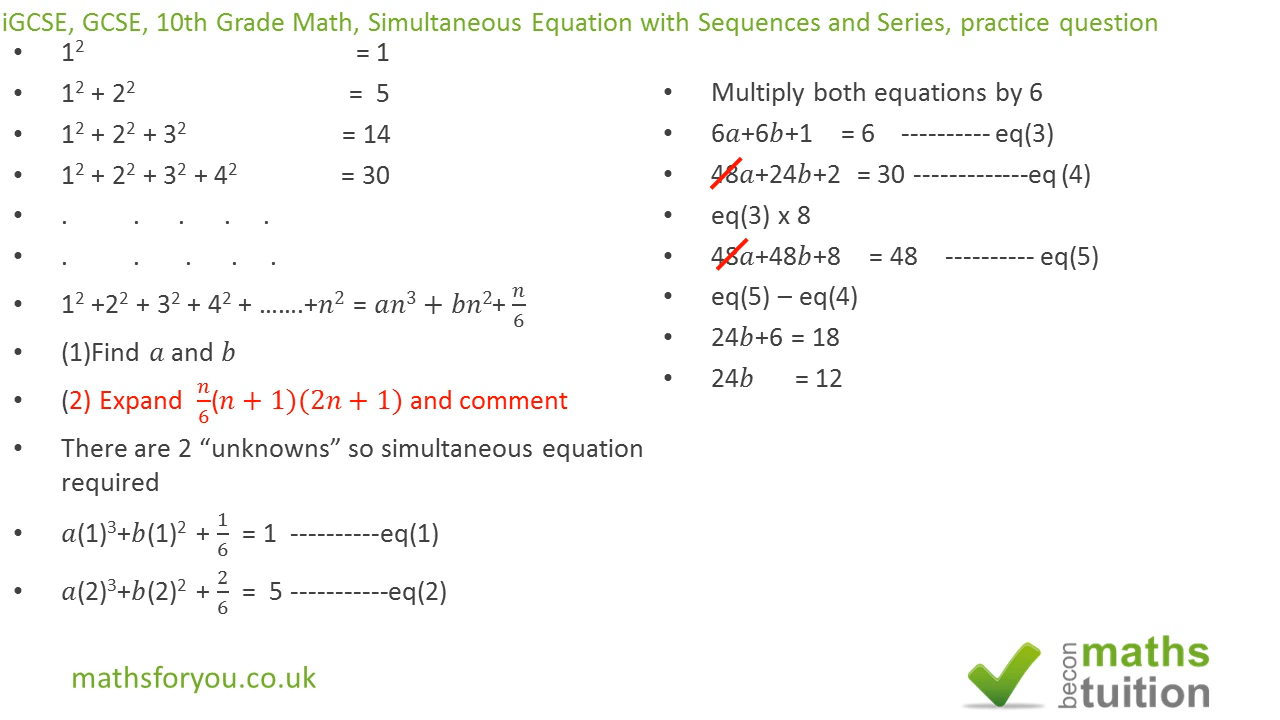 iGCSE, GCSE, 10th Grade Math, Simultaneous Equation with Sequences and Series, practice question
• 1² = 1
• 1² + 2² = 5
• 1² + 2² + 3² = 14
• 1² + 2² + 3² + 4² = 30
• . . . . .
• . . . . .
• 1² +2² + 3² + 4² + …….+n² = an³ + bn²+ n/6
• (1)Find a and b
• (2) Expand n/6(n + 1)(2n + 1) and comment
• There are 2 “unknowns” so simultaneous equation
required
• a(1)³+b(1)² + 1/6 = 1 ----------eq(1)
• a(2)³+b(2)² + 2/6 = 5 -----------eq(2)
• Multiply both equations by 6
• 6a+6b+1 = 6 ---------- eq(3)
• 48a+24b+2 = 30 -------------eq (4)
• eq(3) x 8
• 48a+48b+8 = 48 ---------- eq(5)
• eq(5) – eq(4)
• 24b+6 = 18
• 24b = 12
mathsforyou.co.uk
becon
maths
tuition